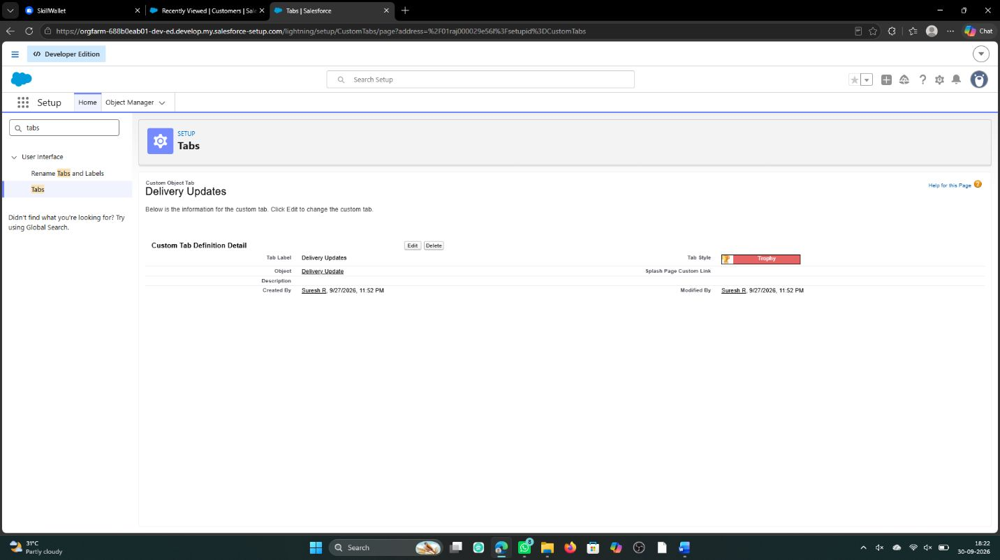 SkillWallet
Recently Viewed | Customers | Sale
Tabs | Salesforce
https://orgfarm-688b0eab01-dev-ed.develop.my.salesforce-setup.com/lightning/setup/CustomTabs/page?address=%2F01raj000029e56f%3Fsetupid%3DCustomTabs
Chat
Developer Edition
Search Setup
Setup
Home
Object Manager
tabs
SETUP
Tabs
User Interface
Rename Tabs and Labels
Tabs
Didn't find what you're looking for? Try
using Global Search.
Custom Object Tab
Delivery Updates
Help for this Page
Below is the information for the custom tab. Click Edit to change the custom tab.
Custom Tab Definition Detail
Edit
Delete
Tab Label Delivery Updates
Tab Style Trophy
Object Delivery Update
Splash Page Custom Link
Description
Created By Suresh R, 9/27/2026, 11:52 PM
Modified By Suresh R, 9/27/2026, 11:52 PM
31°C
Partly cloudy
Search
8
18:22
30-09-2026